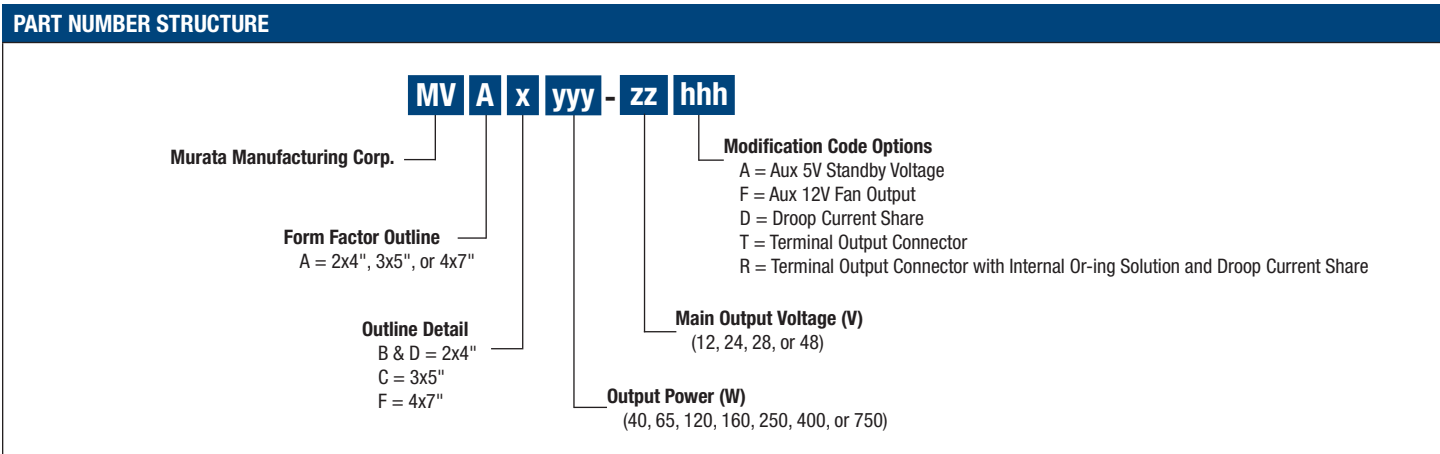 PART NUMBER STRUCTURE
MV A x yyy - zz hhh
Murata Manufacturing Corp.
Form Factor Outline
A = 2x4", 3x5", or 4x7"
Outline Detail
B & D = 2x4"
C = 3x5"
F = 4x7"
Output Power (W)
(40, 65, 120, 160, 250, 400, or 750)
Main Output Voltage (V)
(12, 24, 28, or 48)
Modification Code Options
A = Aux 5V Standby Voltage
F = Aux 12V Fan Output
D = Droop Current Share
T = Terminal Output Connector
R = Terminal Output Connector with Internal Or-ing Solution and Droop Current Share